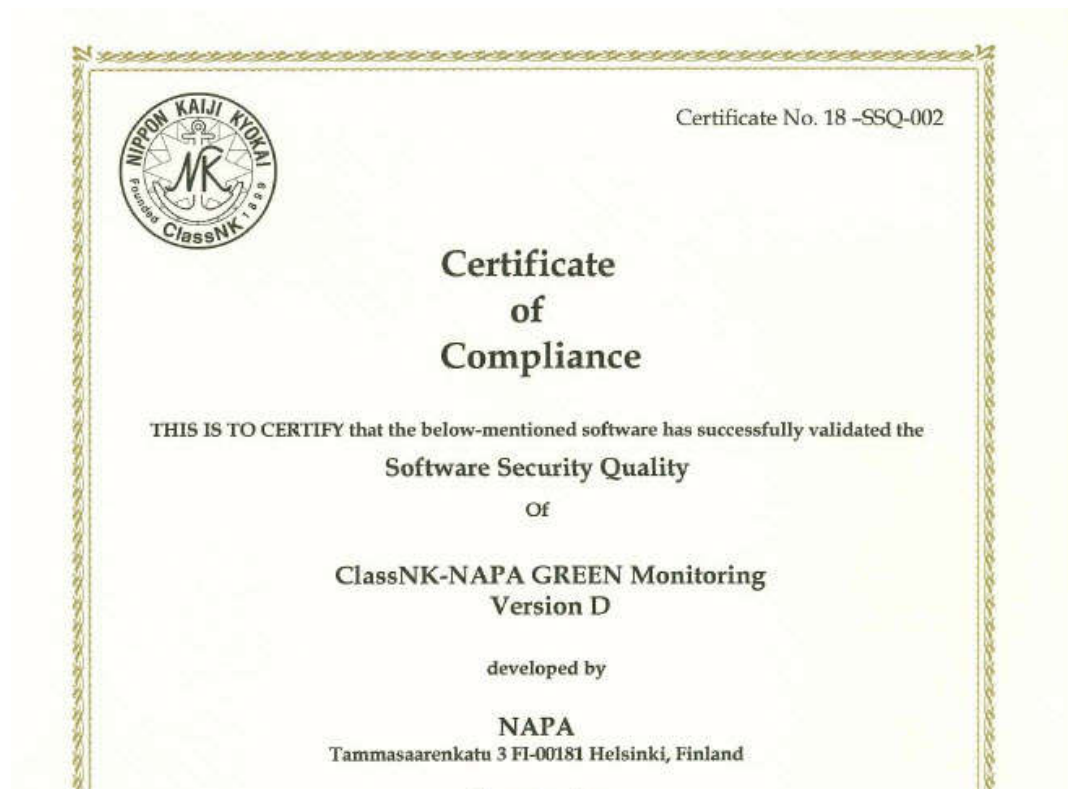 NIPPON KAIJI KYOKAI
NK
Founded 1899
ClassNK
Certificate No. 18 –SSQ-002
Certificate
of
Compliance
THIS IS TO CERTIFY that the below-mentioned software has successfully validated the
Software Security Quality
Of
ClassNK-NAPA GREEN Monitoring
Version D
developed by
NAPA
Tammasaarenkatu 3 FI-00181 Helsinki, Finland